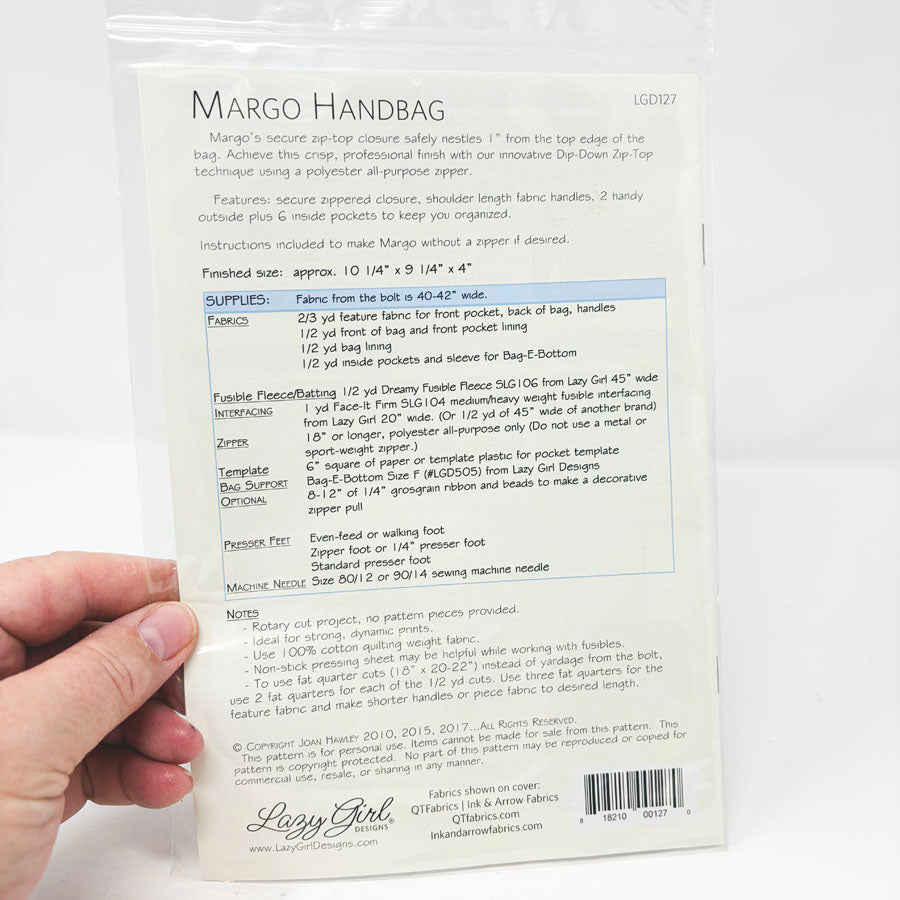 MARGO HANDBAG
LGD127
Margo's secure zip-top closure safely nestles 1" from the top edge of the
bag. Achieve this crisp, professional finish with our innovative Dip-Down Zip-Top
technique using a polyester all-purpose zipper.
Features: secure zippered closure, shoulder length fabric handles, 2 handy
outside plus 6 inside pockets to keep you organized.
Instructions included to make Margo without a zipper if desired.
Finished size: approx. 10 1/4" x 9 1/4" x 4"
SUPPLIES: Fabric from the bolt is 40-42" wide.
FABRICS 2/3 yd feature fabric for front pocket, back of bag, handles
1/2 yd front of bag and front pocket lining
1/2 yd bag lining
1/2 yd inside pockets and sleeve for Bag-E-Bottom
Fusible Fleece/Batting 1/2 yd Dreamy Fusible Fleece SLG106 from Lazy Girl 45" wide
INTERFACING 1 yd Face-It Firm SLG104 medium/heavy weight fusible interfacing
from Lazy Girl 20" wide. (Or 1/2 yd of 45" wide of another brand)
ZIPPER 18" or longer, polyester all-purpose only (Do not use a metal or
sport-weight zipper.)
Template 6" square of paper or template plastic for pocket template
BAG SUPPORT Bag-E-Bottom Size F (#LGD505) from Lazy Girl Designs
OPTIONAL 8-12" of 1/4" grosgrain ribbon and beads to make a decorative
zipper pull
PRESSER FEET Even-feed or walking foot
Zipper foot or 1/4" presser foot
Standard presser foot
MACHINE NEEDLE Size 80/12 or 90/14 sewing machine needle
NOTES
- Rotary cut project, no pattern pieces provided.
- Ideal for strong, dynamic prints.
- Use 100% cotton quilting weight fabric.
- Non-stick pressing sheet may be helpful while working with fusibles.
- To use fat quarter cuts (18" x 20-22") instead of yardage from the bolt,
use 2 fat quarters for each of the 1/2 yd cuts. Use three fat quarters for the
feature fabric and make shorter handles or piece fabric to desired length.
© COPYRIGHT JOAN HAWLEY 2010, 2015, 2017...ALL RIGHTS RESERVED.
This pattern is for personal use. Items cannot be made for sale from this pattern. This
pattern is copyright protected. No part of this pattern may be reproduced or copied for
commercial use, resale, or sharing in any manner.
Lazy Girl DESIGNS®
www.LazyGirlDesigns.com
Fabrics shown on cover:
QTFabrics | Ink & Arrow Fabrics
QTfabrics.com
Inkandarrowfabrics.com
8 18210 00127 0